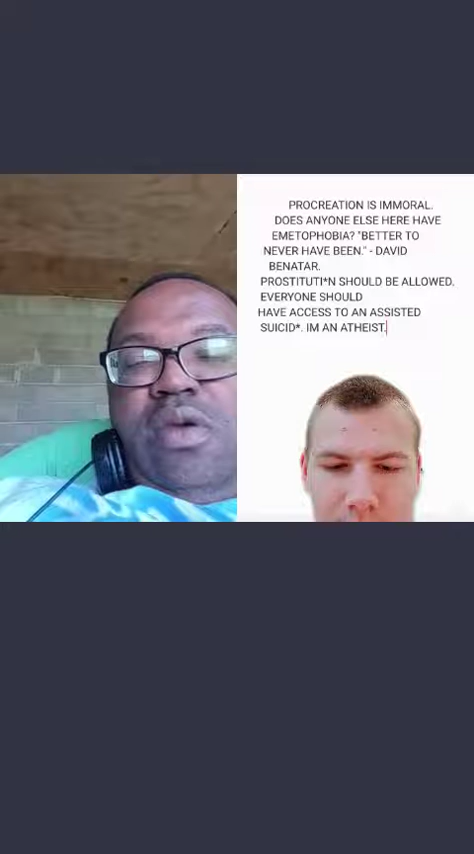 PROCREATION IS IMMORAL.
DOES ANYONE ELSE HERE HAVE
EMETOPHOBIA? "BETTER TO
NEVER HAVE BEEN." - DAVID
BENATAR.
PROSTITUTI*N SHOULD BE ALLOWED.
EVERYONE SHOULD
HAVE ACCESS TO AN ASSISTED
SUICID*. IM AN ATHEIST.